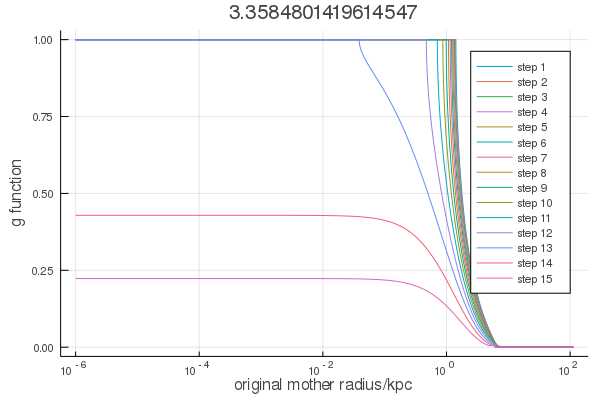 3.3584801419614547
1.00
0.75
0.50
0.25
0.00
g function
step 1
step 2
step 3
step 4
step 5
step 6
step 7
step 8
step 9
step 10
step 11
step 12
step 13
step 14
step 15
10^-6 10^-4 10^-2 10^0 10^2
original mother radius/kpc